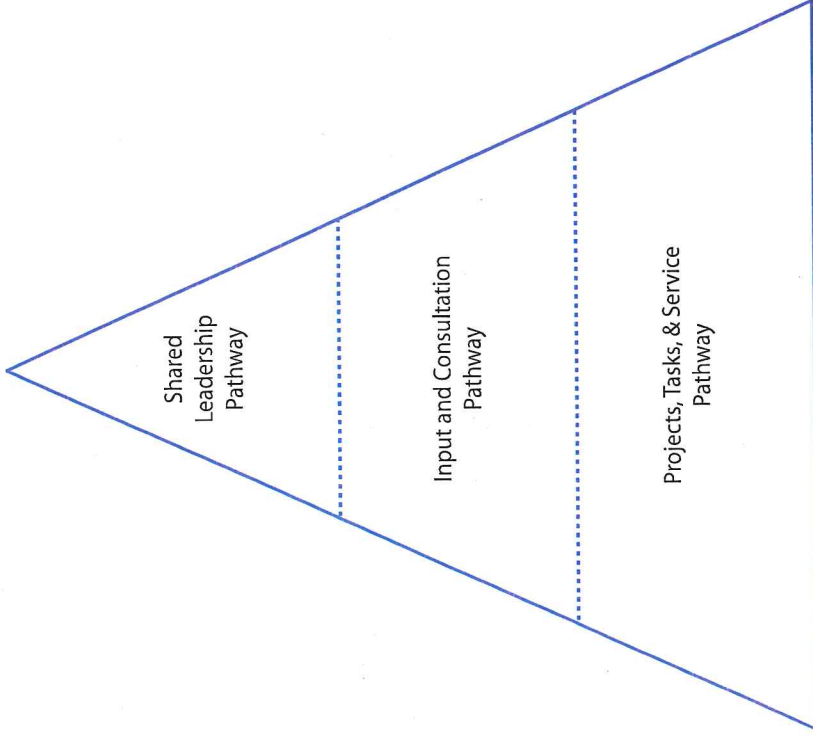 Shared
Leadership
Pathway
Input and Consultation
Pathway
Projects, Tasks, & Service
Pathway